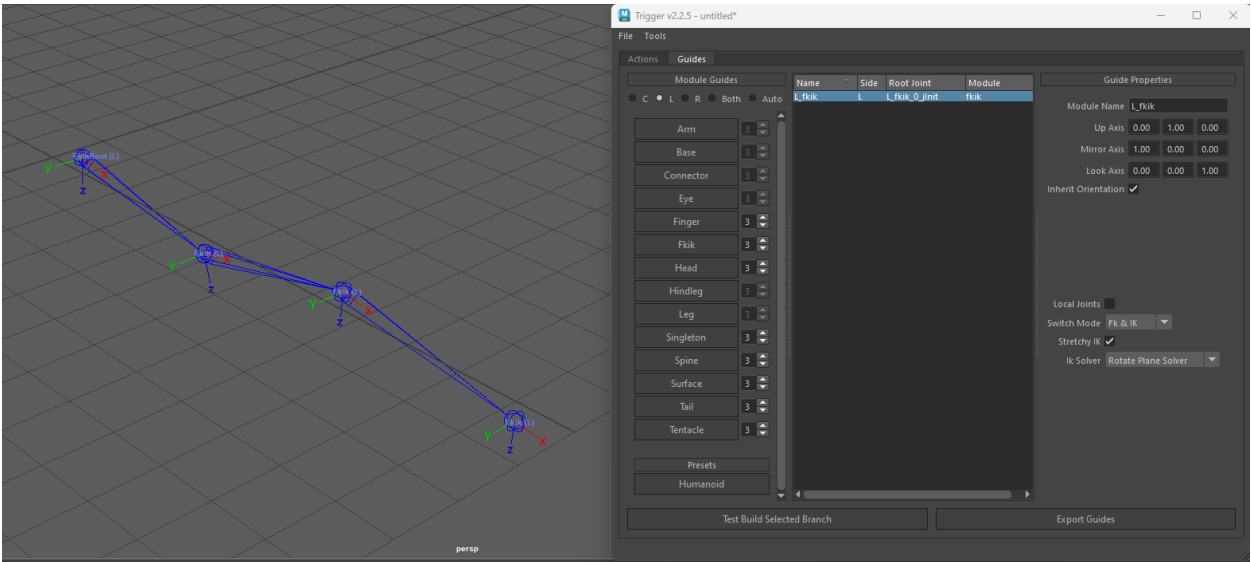 Trigger v2.2.5 - untitled*
File Tools
Actions Guides
Module Guides
C L R Both Auto
Arm 3
Base 3
Connector 3
Eye 3
Finger 3
Fkik 3
Head 3
Hindleg 3
Leg 3
Singleton 3
Spine 3
Surface 3
Tail 3
Tentacle 3
Presets
Humanoid
Name Side Root Joint Module
L_fkik L L_fkik_0_jInit fkik
Guide Properties
Module Name L_fkik
Up Axis 0.00 1.00 0.00
Mirror Axis 1.00 0.00 0.00
Look Axis 0.00 0.00 1.00
Inherit Orientation
Local Joints
Switch Mode Fk & IK
Stretchy IK
Ik Solver Rotate Plane Solver
Test Build Selected Branch
Export Guides
FkikRoot (L)
y x
z
Fkik (L)
y x
z
y x
z
Fkik (L)
y x
z
persp